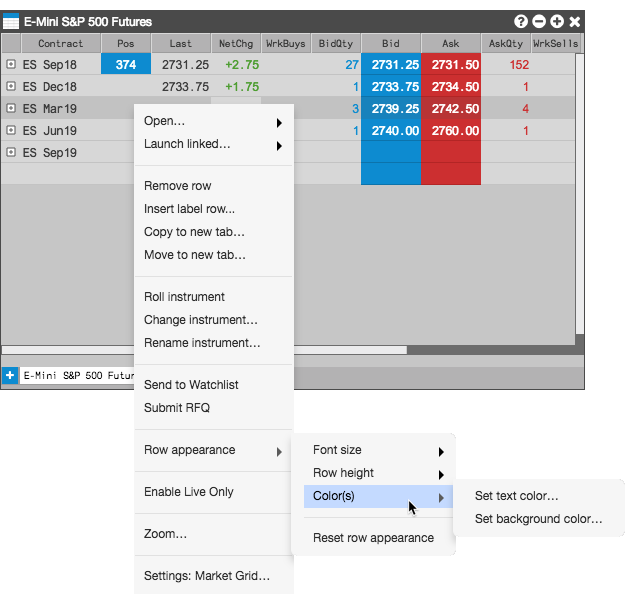 E-Mini S&P 500 Futures
Contract Pos Last NetChg WrkBuys BidQty Bid Ask AskQty WrkSells
ES Sep18 374 2731.25 +2.75 27 2731.25 2731.50 152
ES Dec18 2733.75 +1.75 1 2733.75 2734.50 1
ES Mar19 3 2739.25 2742.50 4
ES Jun19 1 2740.00 2760.00 1
ES Sep19
Open...
Launch linked...
Remove row
Insert label row...
Copy to new tab...
Move to new tab...
Roll instrument
Change instrument...
Rename instrument...
E-Mini S&P 500 Futur
Send to Watchlist
Submit RFQ
Row appearance
Enable Live Only
Zoom...
Settings: Market Grid...
Font size
Row height
Color(s)
Reset row appearance
Set text color...
Set background color...